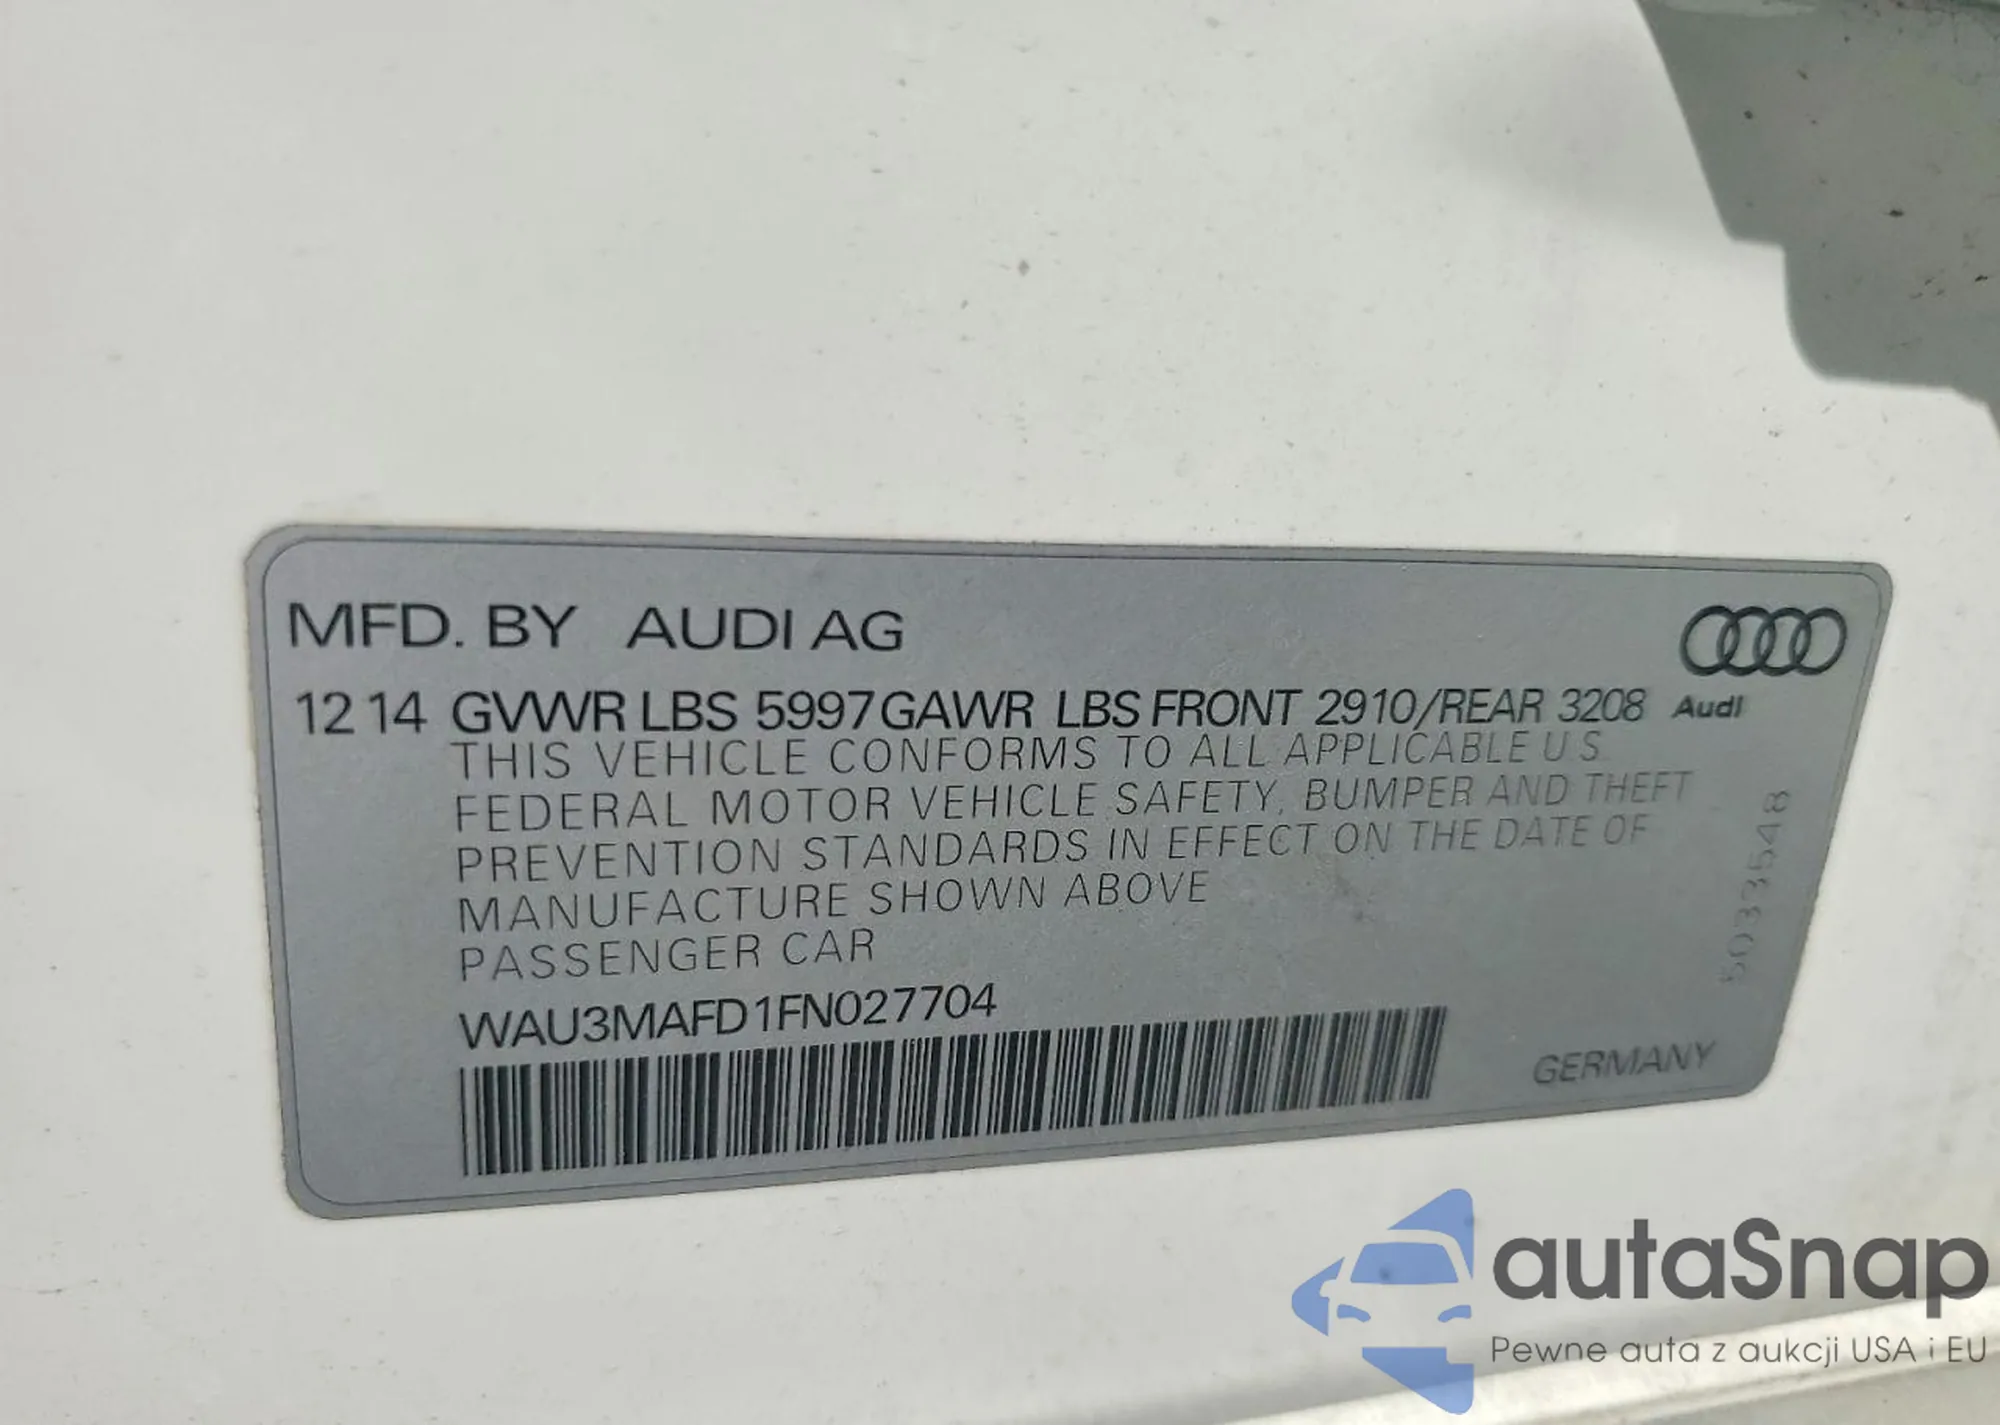 MFD. BY AUDI AG
12 14 GVWR LBS 5997 GAWR LBS FRONT 2910/REAR 3208
Audi
THIS VEHICLE CONFORMS TO ALL APPLICABLE U S
FEDERAL MOTOR VEHICLE SAFETY, BUMPER AND THEFT
PREVENTION STANDARDS IN EFFECT ON THE DATE OF
MANUFACTURE SHOWN ABOVE
PASSENGER CAR
WAU3MAFD1FN027704
5033548
GERMANY
autaSnap
Pewne auta z aukcji USA i EU